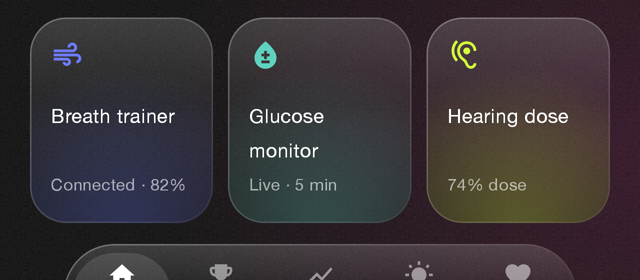 Breath trainer
Connected · 82%
Glucose
monitor
Live · 5 min
Hearing dose
74% dose